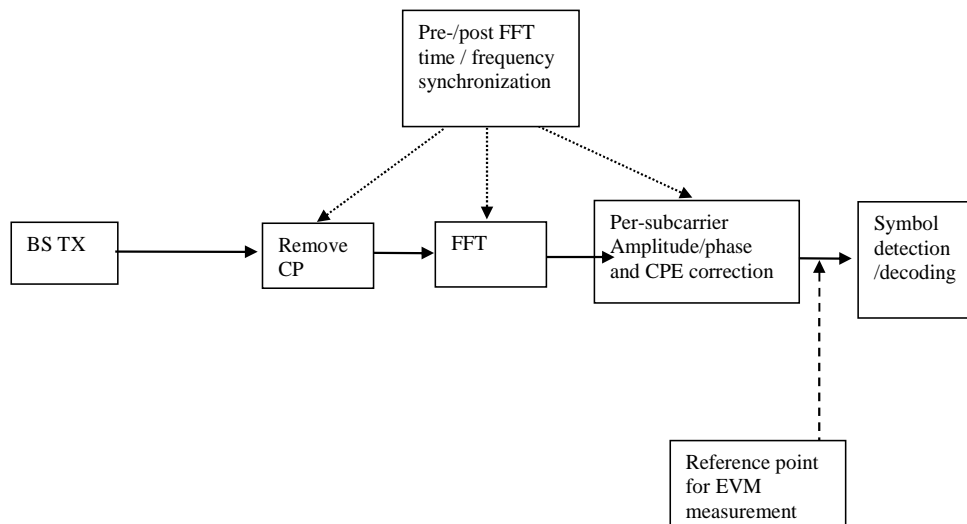 Pre-/post FFT
time / frequency
synchronization
BS TX
Remove
CP
FFT
Per-subcarrier
Amplitude/phase
and CPE correction
Symbol
detection
/decoding
Reference point
for EVM
measurement